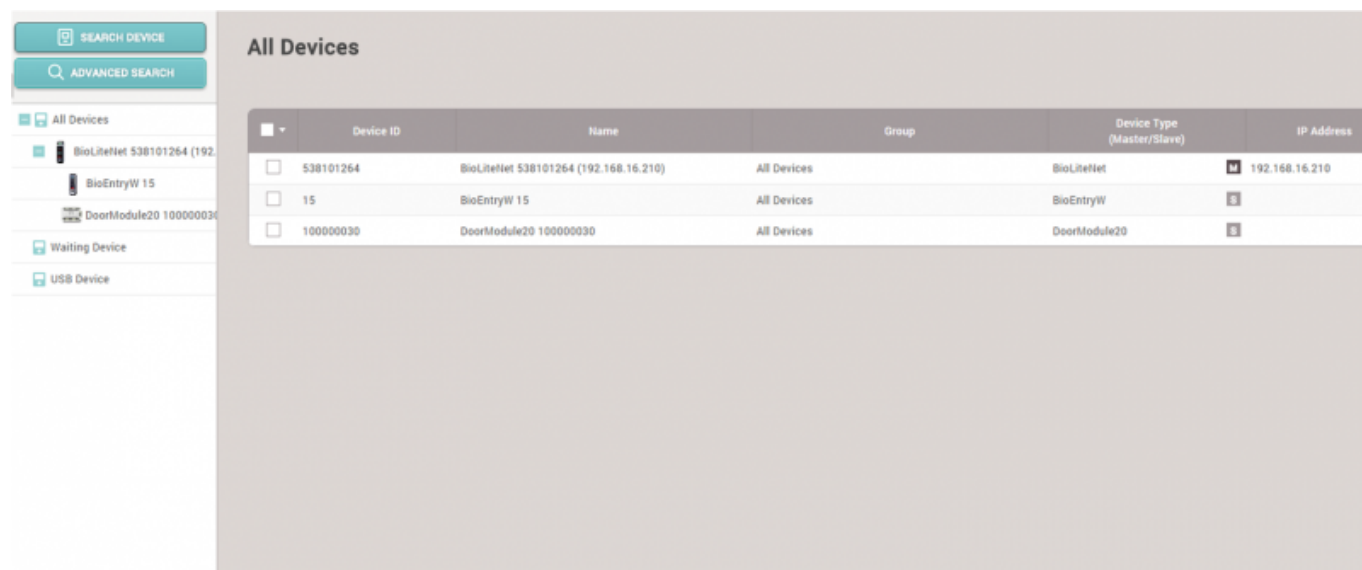 SEARCH DEVICE
ADVANCED SEARCH
All Devices
BioLiteNet 538101264 (192.
BioEntryW 15
DoorModule20 100000030
Waiting Device
USB Device
All Devices
Device ID Name Group Device Type (Master/Slave) IP Address
538101264 BioLiteNet 538101264 (192.168.16.210) All Devices BioLiteNet M 192.168.16.210
15 BioEntryW 15 All Devices BioEntryW S
100000030 DoorModule20 100000030 All Devices DoorModule20 S